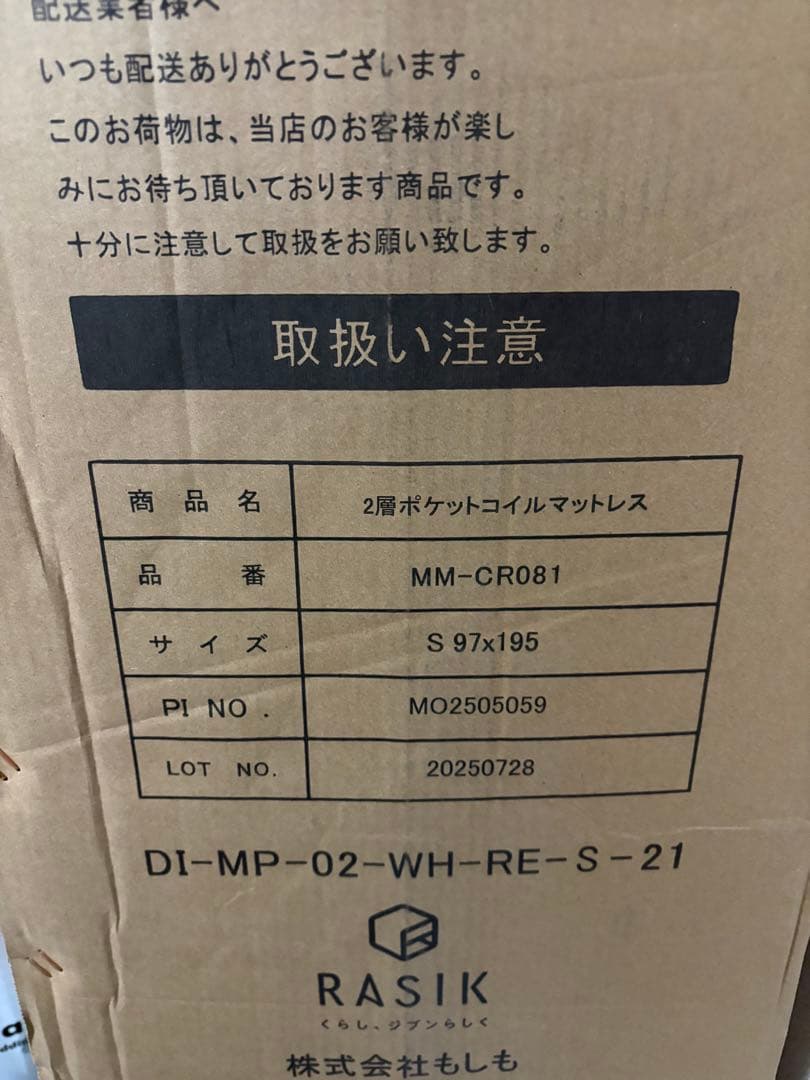 配送業者様へ
いつも配送ありがとうございます。
このお荷物は、当店のお客様が楽し
みにお待ち頂いております商品です。
十分に注意して取扱をお願い致します。
取扱い注意
商品名 2層ポケットコイルマットレス
品番 MM-CR081
サイズ S 97x195
PI NO. MO2505059
LOT NO. 20250728
DI-MP-02-WH-RE-S-21
RASIK
くらし、ジブンらしく
株式会社もしも